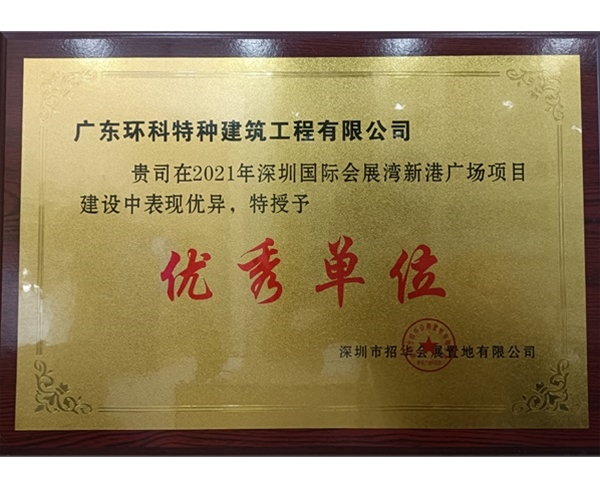 广东环科特种建筑工程有限公司
贵司在2021年深圳国际会展湾新港广场项目
建设中表现优异，特授予
优秀单位
深圳市招华会展置地有限公司